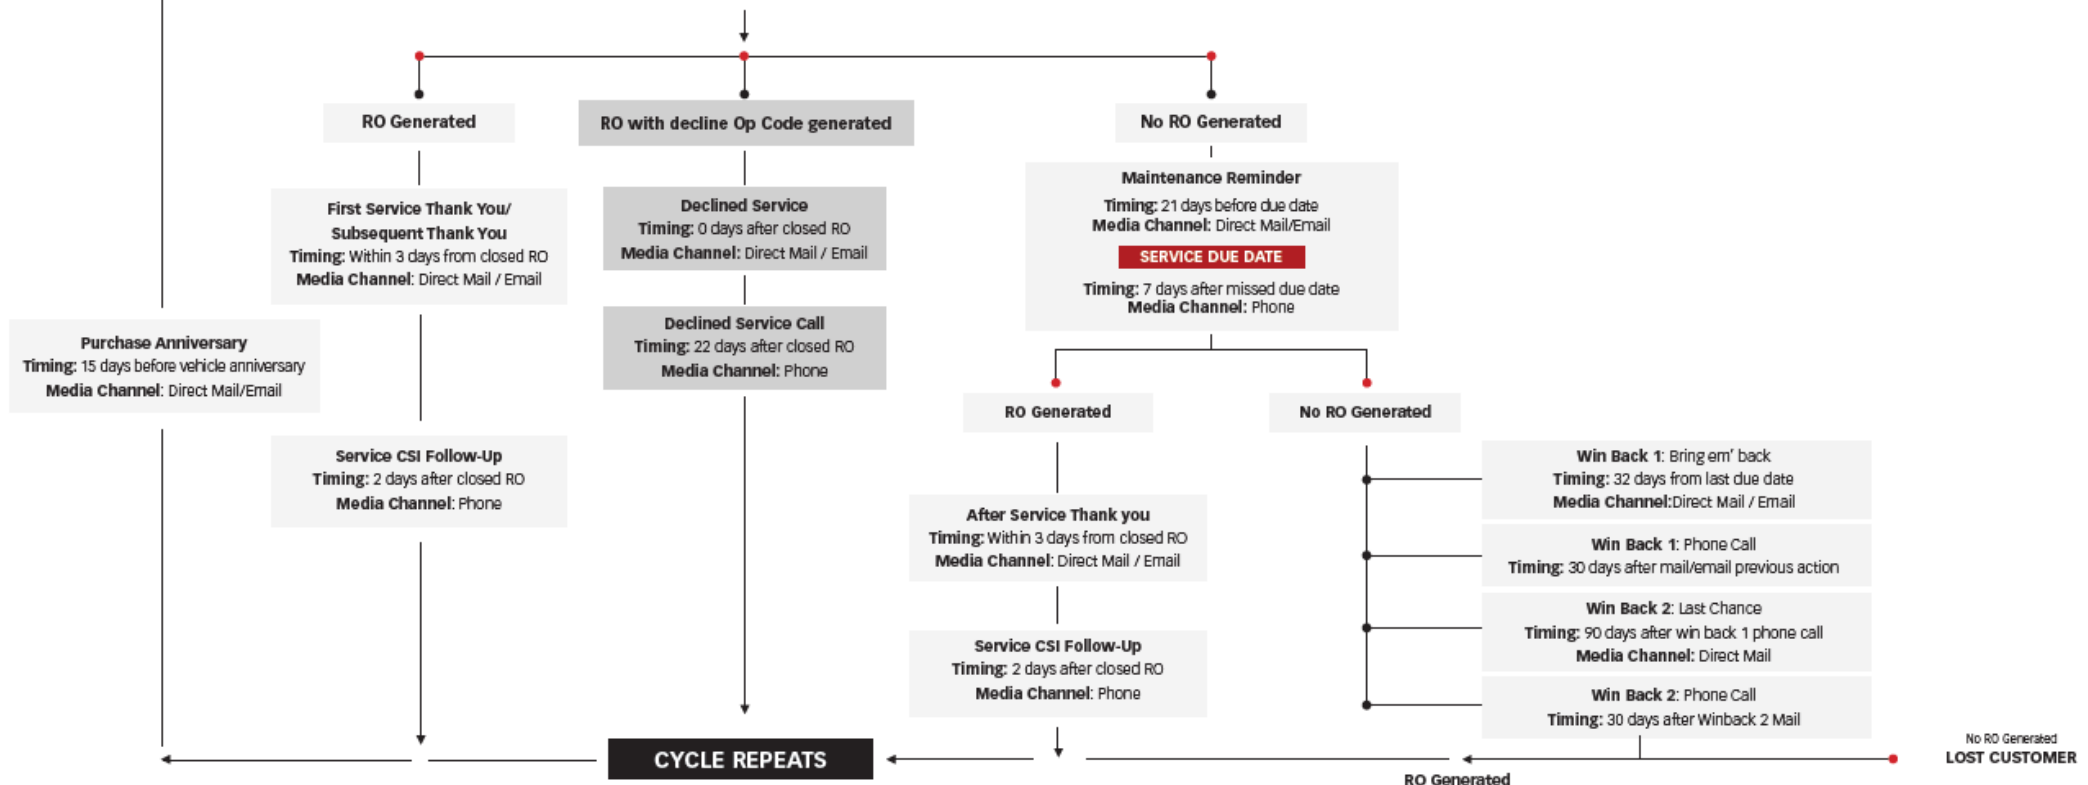 RO Generated
RO with decline Op Code generated
No RO Generated
First Service Thank You/
Subsequent Thank You
Timing: Within 3 days from closed RO
Media Channel: Direct Mail / Email
Declined Service
Timing: 0 days after closed RO
Media Channel: Direct Mail / Email
Maintenance Reminder
Timing: 21 days before due date
Media Channel: Direct Mail/Email
SERVICE DUE DATE
Timing: 7 days after missed due date
Media Channel: Phone
Purchase Anniversary
Timing: 15 days before vehicle anniversary
Media Channel: Direct Mail/Email
Declined Service Call
Timing: 22 days after closed RO
Media Channel: Phone
RO Generated
No RO Generated
Service CSI Follow-Up
Timing: 2 days after closed RO
Media Channel: Phone
After Service Thank you
Timing: Within 3 days from closed RO
Media Channel: Direct Mail / Email
Service CSI Follow-Up
Timing: 2 days after closed RO
Media Channel: Phone
Win Back 1: Bring em' back
Timing: 32 days from last due date
Media Channel:Direct Mail / Email
Win Back 1: Phone Call
Timing: 30 days after mail/email previous action
Win Back 2: Last Chance
Timing: 90 days after win back 1 phone call
Media Channel: Direct Mail
Win Back 2: Phone Call
Timing: 30 days after Winback 2 Mail
CYCLE REPEATS
RO Generated
No RO Generated
LOST CUSTOMER